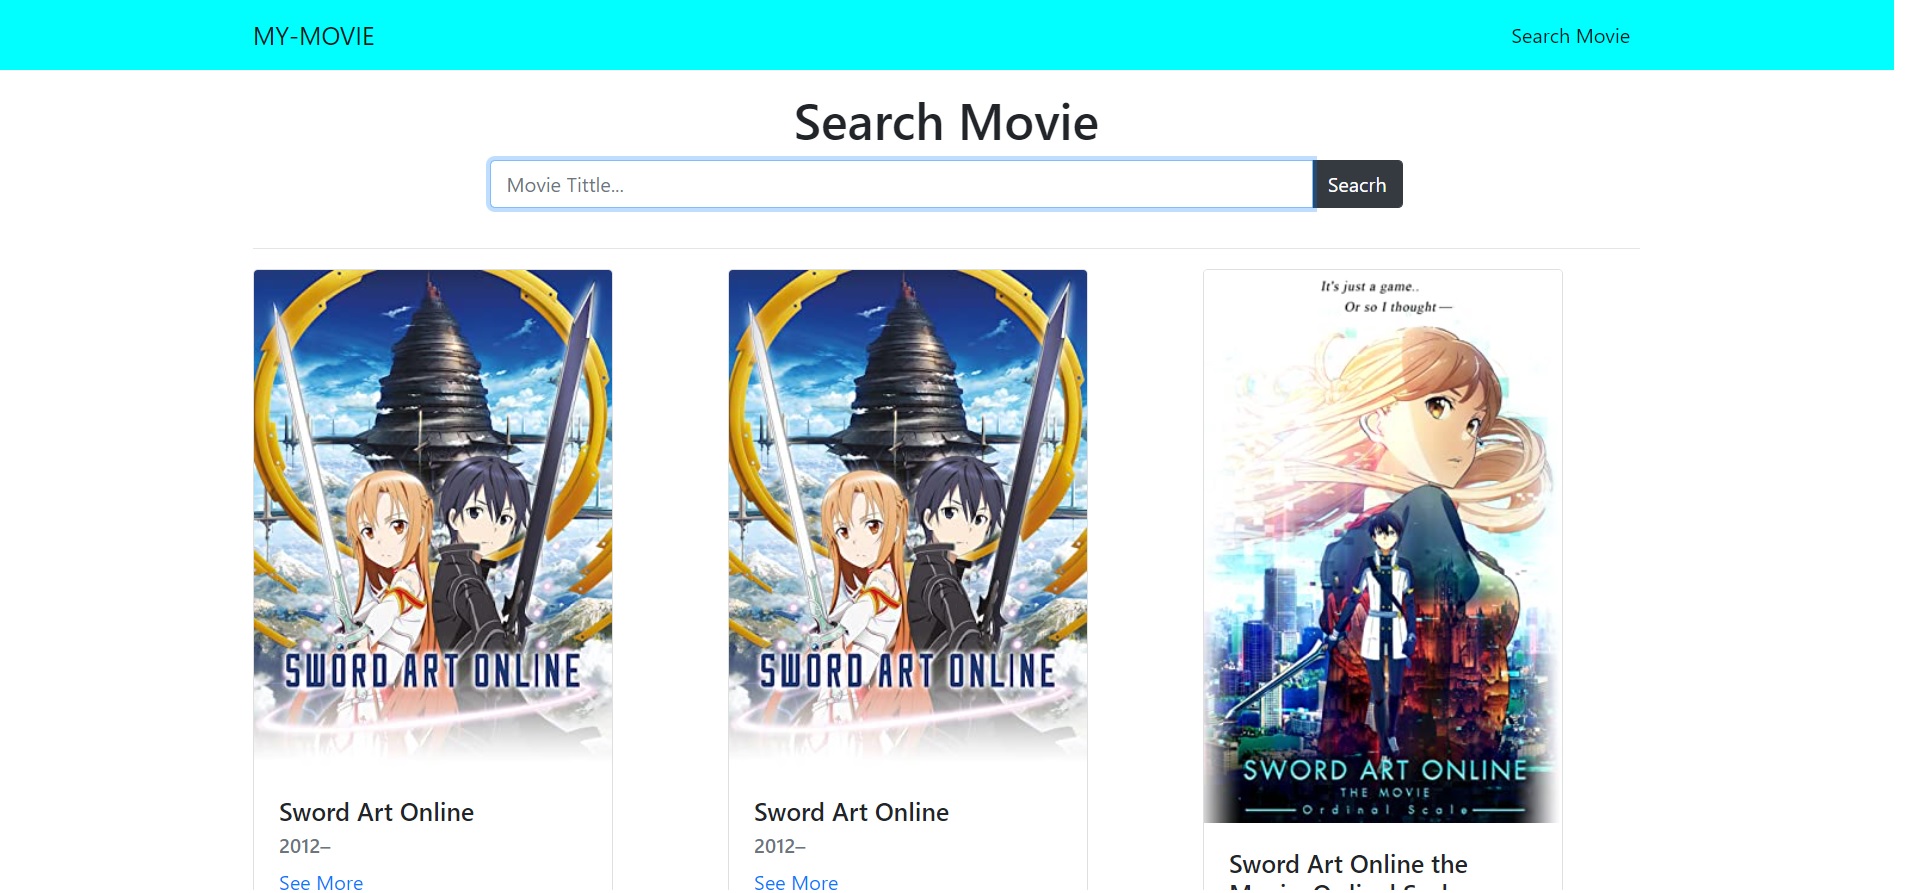 MY-MOVIE
Search Movie
Search Movie
Movie Tittle...
Seacrh
SWORD ART ONLINE
Sword Art Online
2012–
See More
SWORD ART ONLINE
Sword Art Online
2012–
See More
It's just a game..
Or so I thought—
SWORD ART ONLINE
THE MOVIE
Ordinal Scale
Sword Art Online the